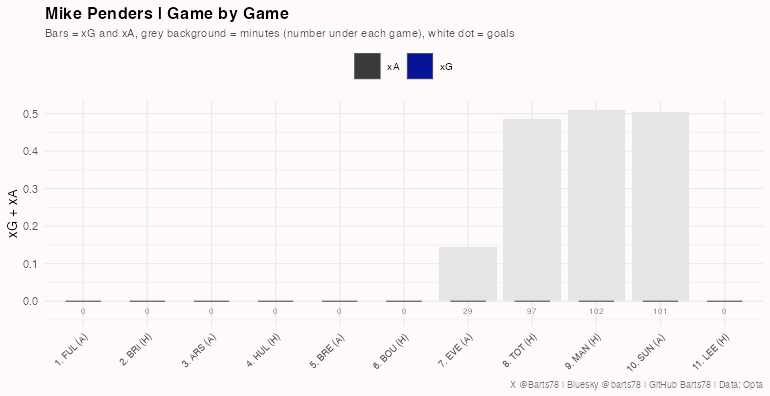 Mike Penders | Game by Game
Bars = xG and xA, grey background = minutes (number under each game), white dot = goals
xA xG
xG + xA
0.5
0.4
0.3
0.2
0.1
0.0
0 0 0 0 0 0 29 97 102 101 0
1. FUL (A) 2. BRI (H) 3. ARS (A) 4. HUL (H) 5. BRE (A) 6. BOU (H) 7. EVE (A) 8. TOT (H) 9. MAN (H) 10. SUN (A) 11. LEE (H)
X @Barts78 | Bluesky @barts78 | GitHub Barts78 | Data: Opta